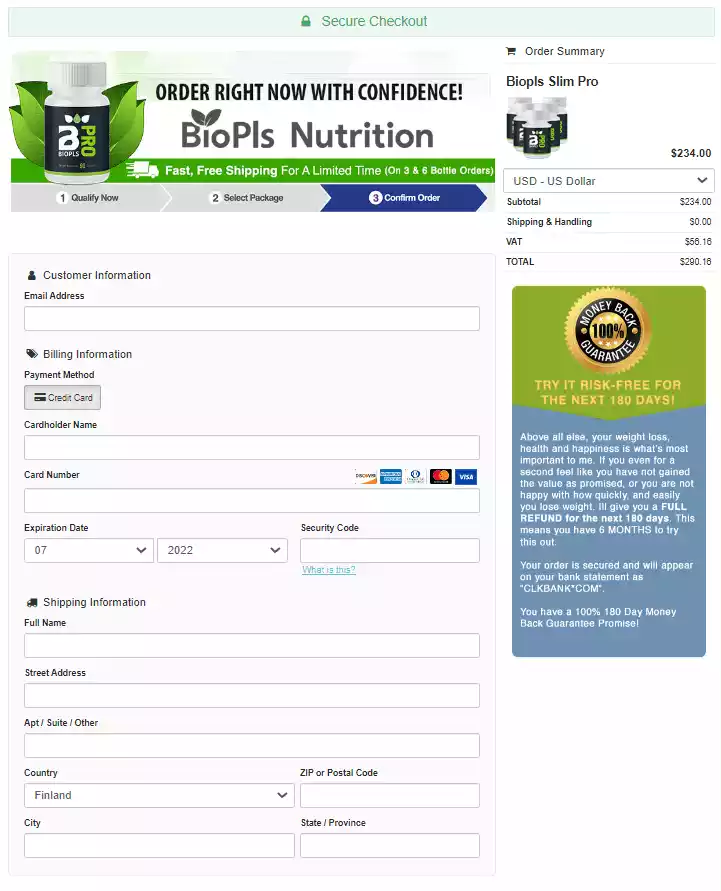 Secure Checkout
ORDER RIGHT NOW WITH CONFIDENCE!
BioPls Nutrition
B PRO
BIOPLS
Fast, Free Shipping For A Limited Time (On 3 & 6 Bottle Orders)
1 Qualify Now
2 Select Package
3 Confirm Order
Customer Information
Email Address
Billing Information
Payment Method
Credit Card
Cardholder Name
Card Number
DISCOVER
VISA
Expiration Date
Security Code
07
2022
What is this?
Shipping Information
Full Name
Street Address
Apt / Suite / Other
Country
ZIP or Postal Code
Finland
City
State / Province
Order Summary
Biopls Slim Pro
$234.00
USD - US Dollar
Subtotal $234.00
Shipping & Handling $0.00
VAT $56.16
TOTAL $290.16
MONEY BACK
100%
GUARANTEE
TRY IT RISK-FREE FOR
THE NEXT 180 DAYS!
Above all else, your weight loss,
health and happiness is what's most
important to me. If you even for a
second feel like you have not gained
the value as promised, or you are not
happy with how quickly, and easily
you lose weight. Ill give you a FULL
REFUND for the next 180 days. This
means you have 6 MONTHS to try
this out.
Your order is secured and will appear
on your bank statement as
"CLKBANK*COM".
You have a 100% 180 Day Money
Back Guarantee Promise!